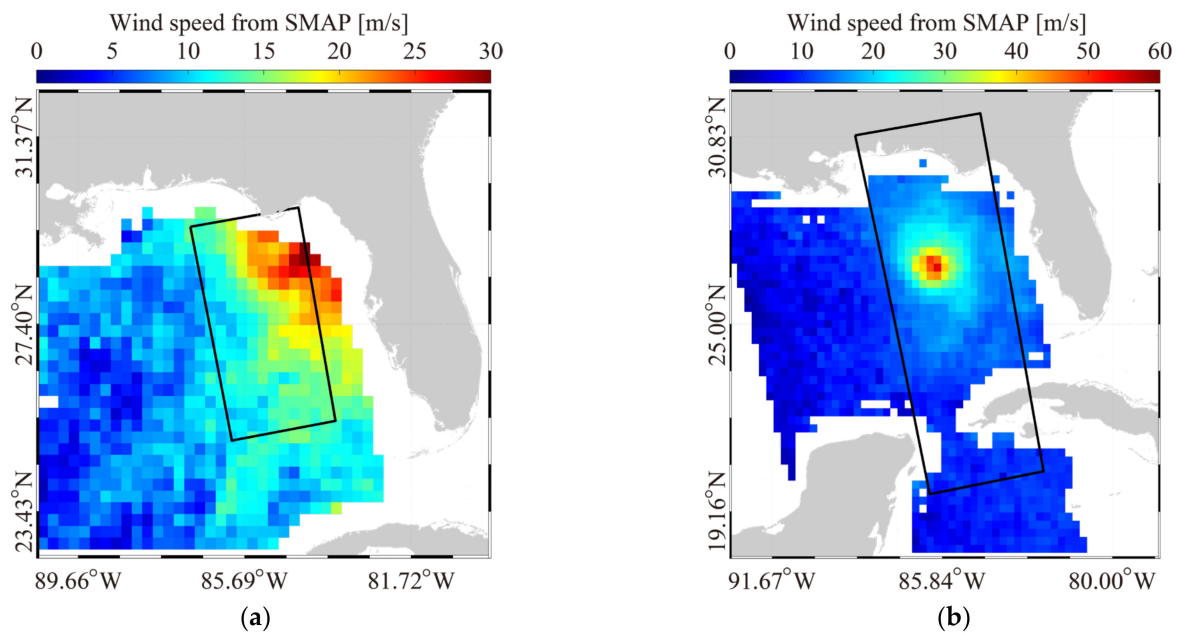 Wind speed from SMAP [m/s]
0 5 10 15 20 25 30
31.37°N
27.40°N
23.43°N
89.66°W 85.69°W 81.72°W
(a)
Wind speed from SMAP [m/s]
0 10 20 30 40 50 60
30.83°N
25.00°N
19.16°N
91.67°W 85.84°W 80.00°W
(b)